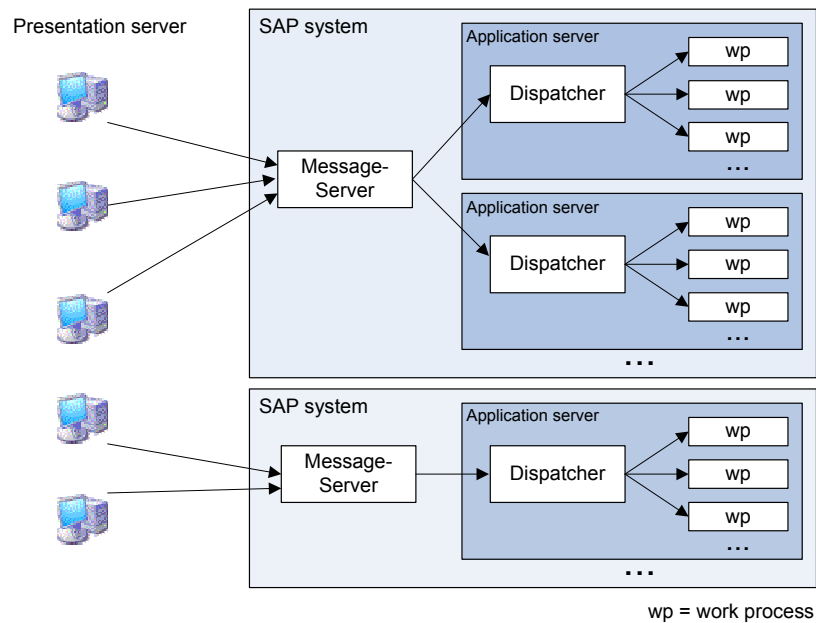 Presentation server
SAP system
Application server
Dispatcher
wp
wp
wp
...
Message-
Server
Application server
Dispatcher
wp
wp
wp
...
...
SAP system
Application server
Message-
Server
Dispatcher
wp
wp
wp
...
...
wp = work process